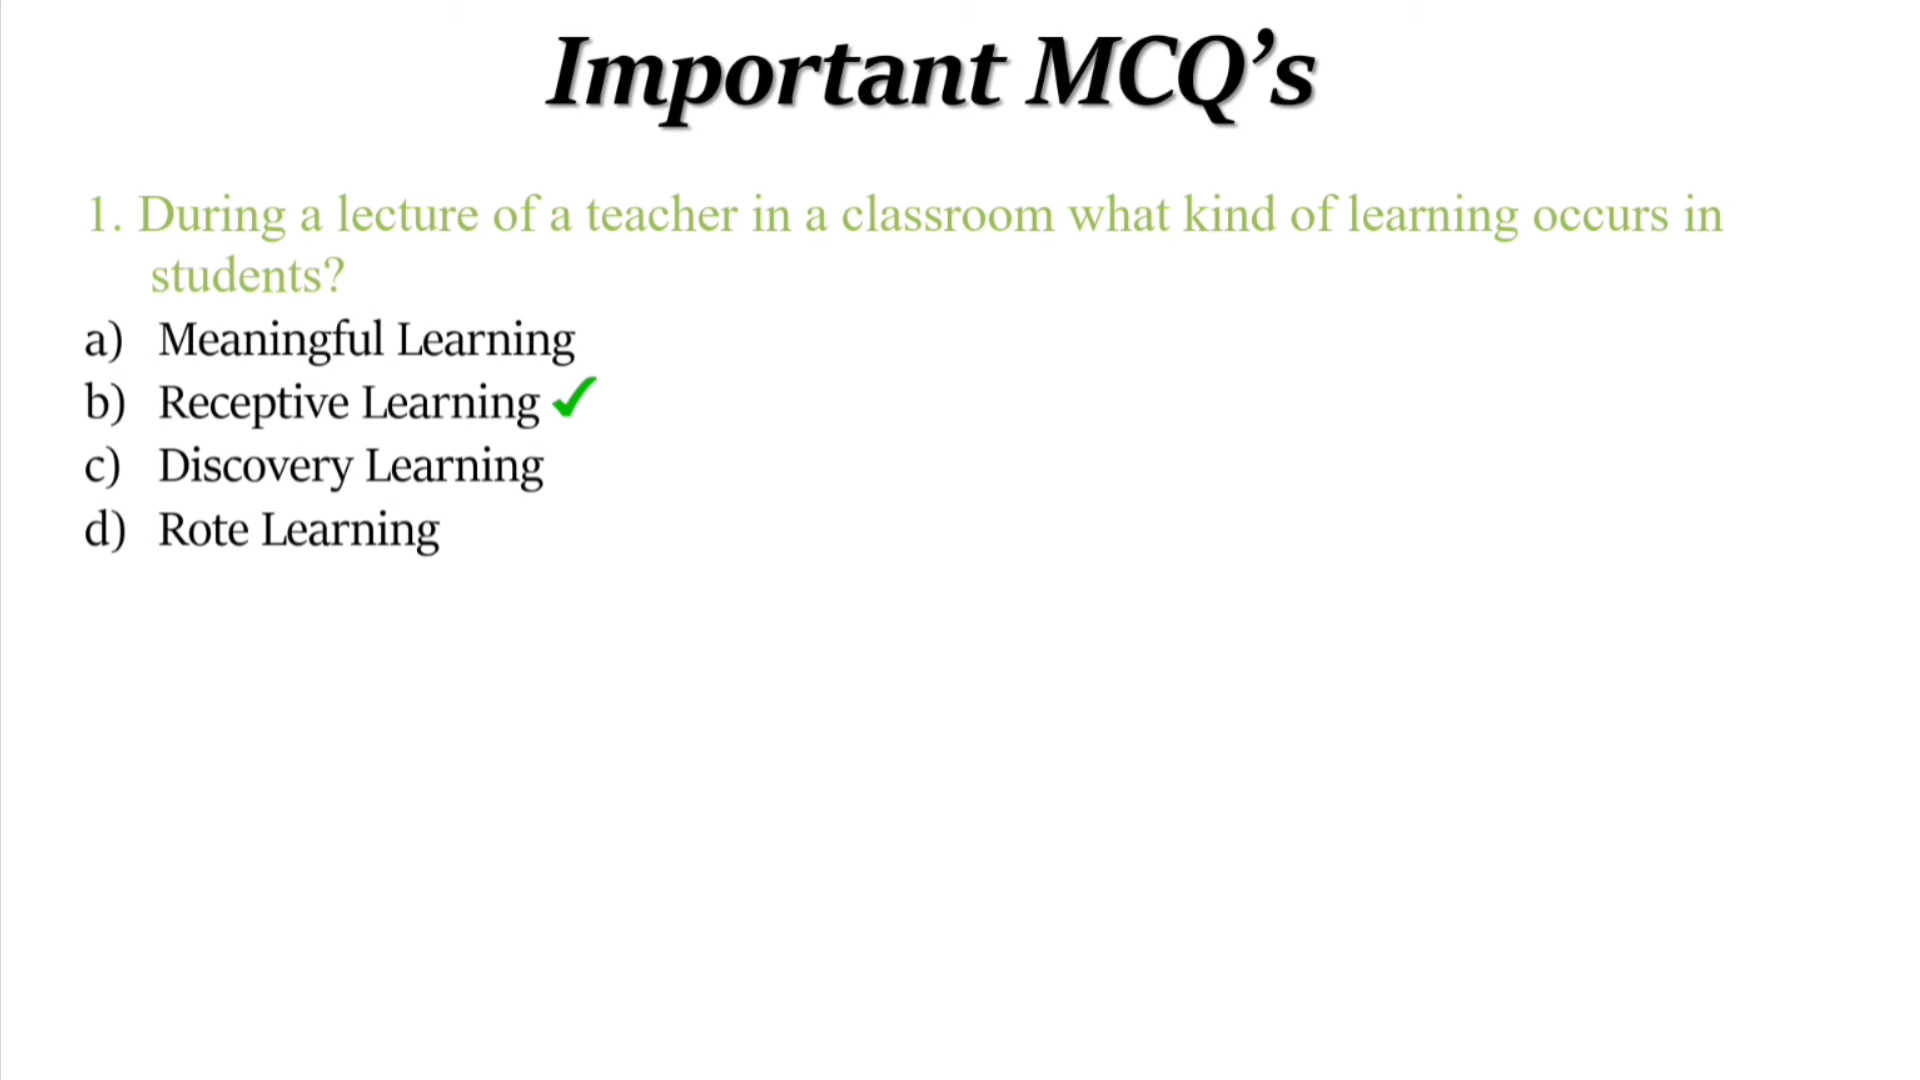 Important MCQ’s
1. During a lecture of a teacher in a classroom what kind of learning occurs in
students?
a) Meaningful Learning
b) Receptive Learning
c) Discovery Learning
d) Rote Learning